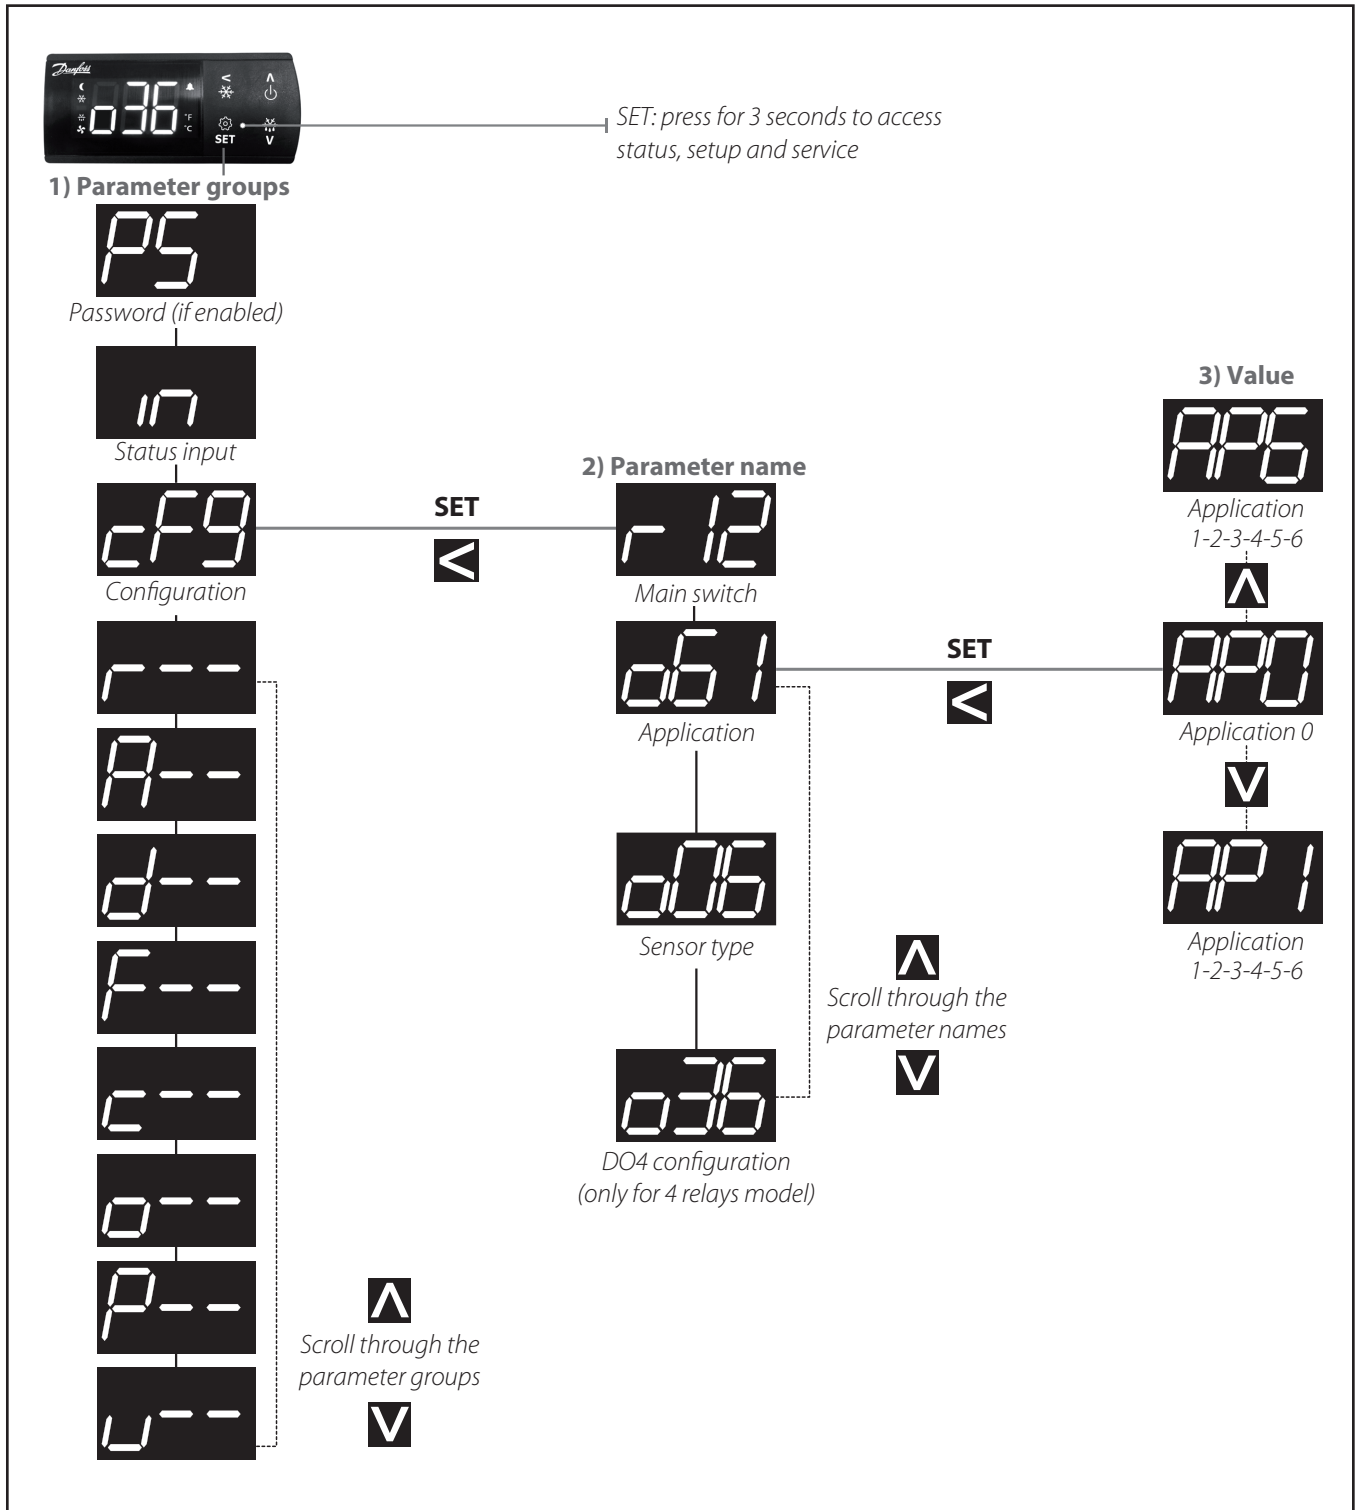 Danfoss
o36
°F
°C
SET
<
∧
V
SET: press for 3 seconds to access
status, setup and service
1) Parameter groups
PS
Password (if enabled)
in
Status input
cFg
Configuration
r--
A--
d--
F--
c--
o--
P--
u--
∧
Scroll through the
parameter groups
V
SET
<
2) Parameter name
r12
Main switch
o61
Application
o06
Sensor type
o36
DO4 configuration
(only for 4 relays model)
∧
Scroll through the
parameter names
V
SET
<
3) Value
AP6
Application
1-2-3-4-5-6
∧
AP0
Application 0
V
AP1
Application
1-2-3-4-5-6